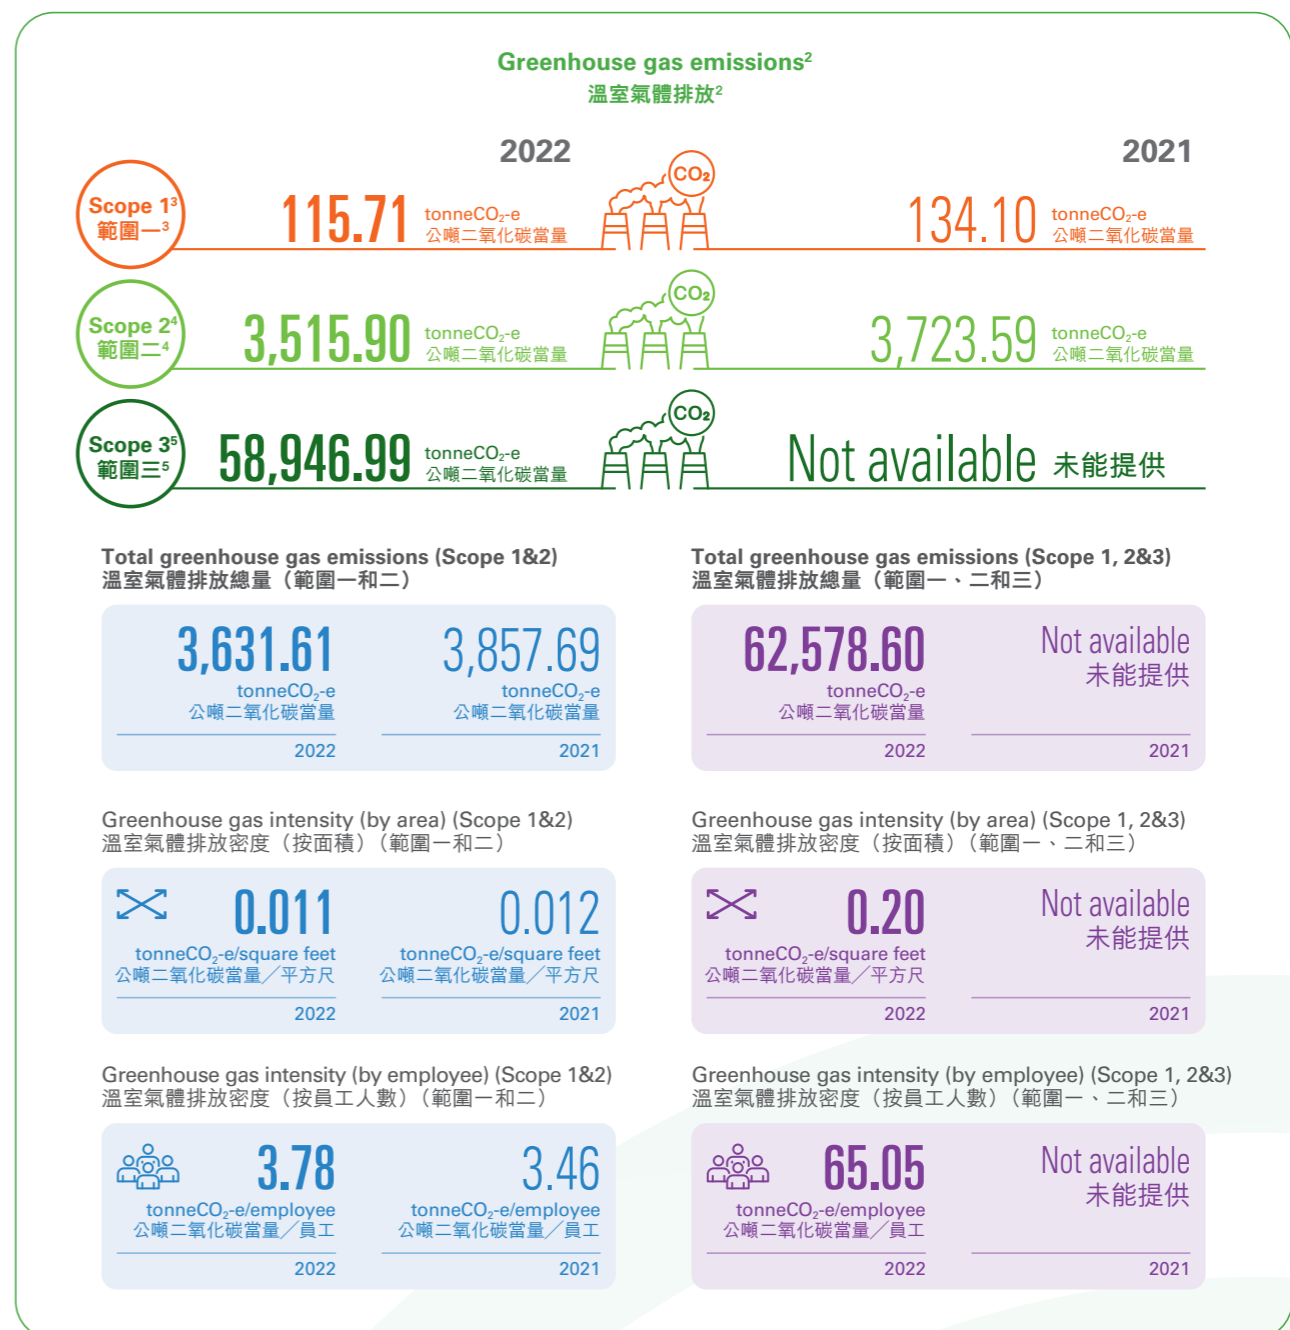 Greenhouse gas emissions²
溫室氣體排放²
2022
2021
Scope 1³
範圍一³
115.71
tonneCO₂-e
公噸二氧化碳當量
CO₂
134.10
tonneCO₂-e
公噸二氧化碳當量
Scope 2⁴
範圍二⁴
3,515.90
tonneCO₂-e
公噸二氧化碳當量
CO₂
3,723.59
tonneCO₂-e
公噸二氧化碳當量
Scope 3⁵
範圍三⁵
58,946.99
tonneCO₂-e
公噸二氧化碳當量
CO₂
Not available 未能提供
Total greenhouse gas emissions (Scope 1&2)
溫室氣體排放總量（範圍一和二）
3,631.61
tonneCO₂-e
公噸二氧化碳當量
2022
3,857.69
tonneCO₂-e
公噸二氧化碳當量
2021
Total greenhouse gas emissions (Scope 1, 2&3)
溫室氣體排放總量（範圍一、二和三）
62,578.60
tonneCO₂-e
公噸二氧化碳當量
2022
Not available
未能提供
2021
Greenhouse gas intensity (by area) (Scope 1&2)
溫室氣體排放密度（按面積）（範圍一和二）
0.011
tonneCO₂-e/square feet
公噸二氧化碳當量╱平方尺
2022
0.012
tonneCO₂-e/square feet
公噸二氧化碳當量╱平方尺
2021
Greenhouse gas intensity (by area) (Scope 1, 2&3)
溫室氣體排放密度（按面積）（範圍一、二和三）
0.20
tonneCO₂-e/square feet
公噸二氧化碳當量╱平方尺
2022
Not available
未能提供
2021
Greenhouse gas intensity (by employee) (Scope 1&2)
溫室氣體排放密度（按員工人數）（範圍一和二）
3.78
tonneCO₂-e/employee
公噸二氧化碳當量╱員工
2022
3.46
tonneCO₂-e/employee
公噸二氧化碳當量╱員工
2021
Greenhouse gas intensity (by employee) (Scope 1, 2&3)
溫室氣體排放密度（按員工人數）（範圍一、二和三）
65.05
tonneCO₂-e/employee
公噸二氧化碳當量╱員工
2022
Not available
未能提供
2021